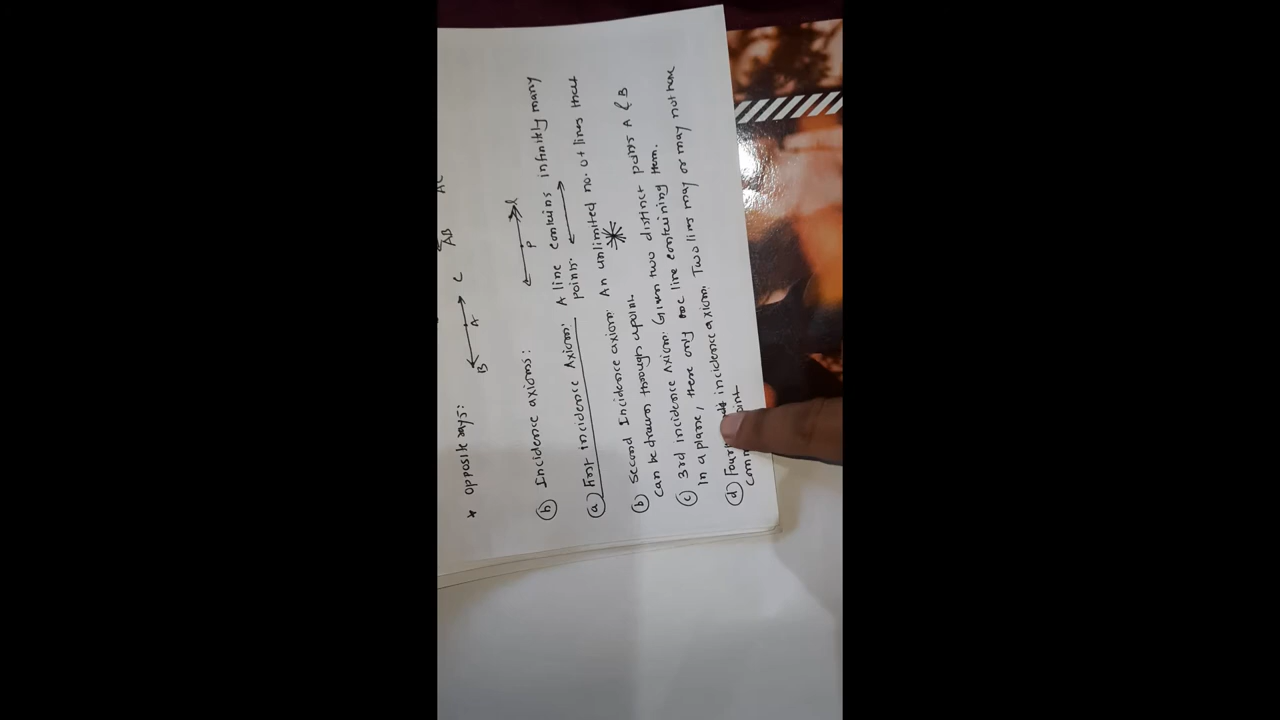 AB AC
* Opposite rays: B A C
(h) Incidence axioms: P l
(a) First incidence Axiom: A line contains infinitely many
points.
(b) Second Incidence axiom: An unlimited no. of lines that
can be drawn through a point.
(c) 3rd incidence Axiom: Given two distinct points A & B
in a plane, there only one line containing them.
(d) incidence axiom: Two lines may or may not have